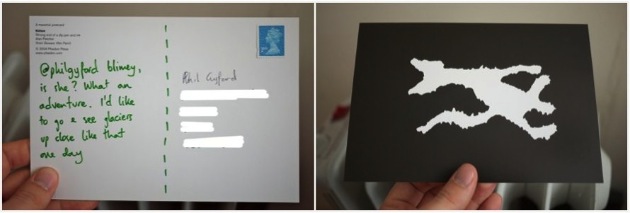 @philgyford blimey,
is she? What an
adventure. I'd like
to go & see glaciers
up close like that
one day
Phil Gyford